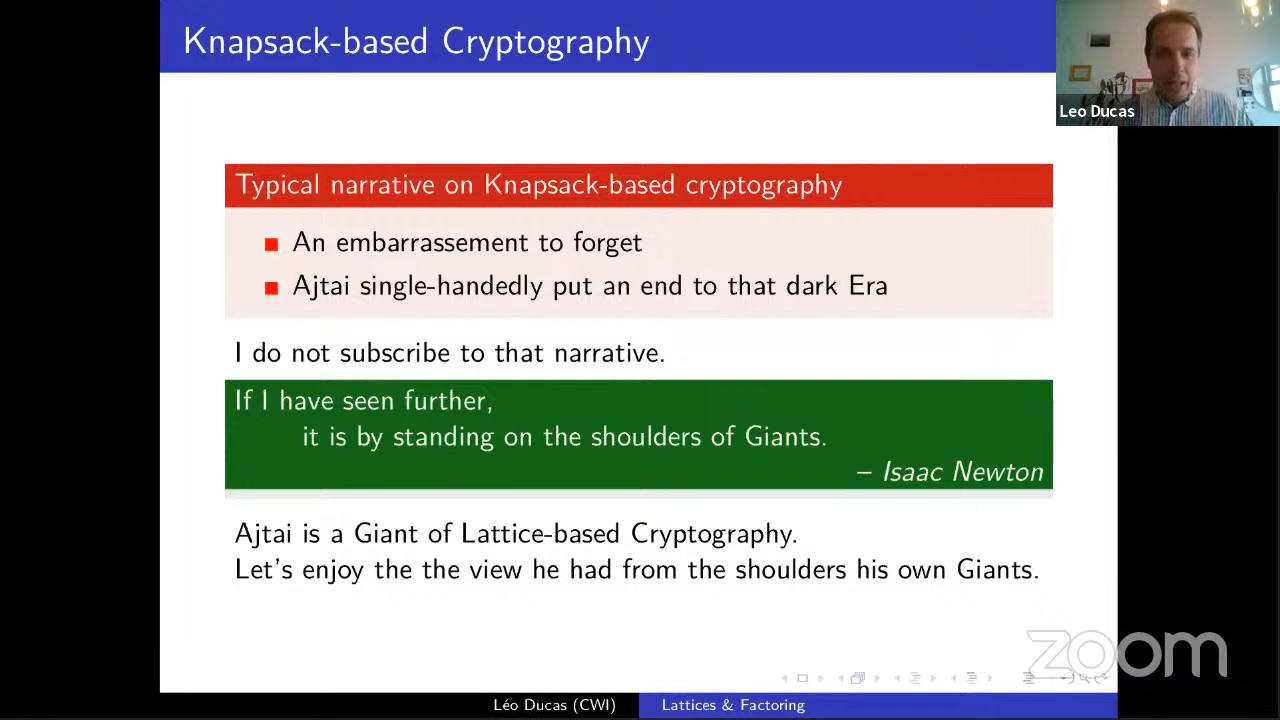 Knapsack-based Cryptography
Leo Ducas
Typical narrative on Knapsack-based cryptography
An embarrassement to forget
Ajtai single-handedly put an end to that dark Era
I do not subscribe to that narrative.
If I have seen further,
it is by standing on the shoulders of Giants.
– Isaac Newton
Ajtai is a Giant of Lattice-based Cryptography.
Let's enjoy the the view he had from the shoulders his own Giants.
zoom
Léo Ducas (CWI)
Lattices & Factoring